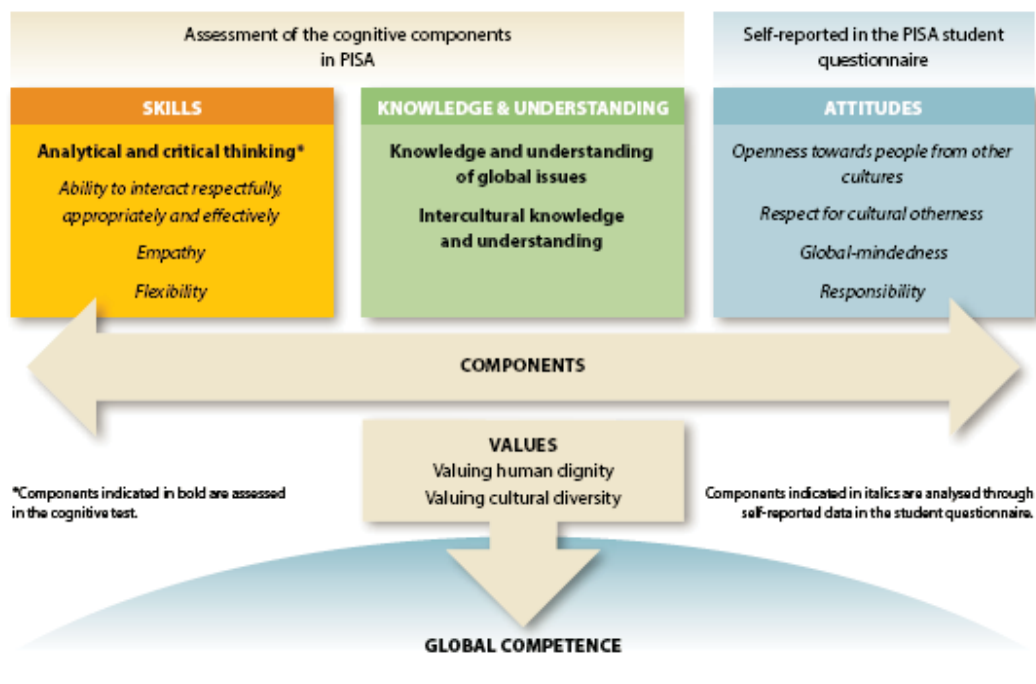 Assessment of the cognitive components
in PISA
Self-reported in the PISA student
questionnaire
SKILLS
Analytical and critical thinking*
Ability to interact respectfully,
appropriately and effectively
Empathy
Flexibility
KNOWLEDGE & UNDERSTANDING
Knowledge and understanding
of global issues
Intercultural knowledge
and understanding
ATTITUDES
Openness towards people from other
cultures
Respect for cultural otherness
Global-mindedness
Responsibility
COMPONENTS
VALUES
Valuing human dignity
Valuing cultural diversity
*Components indicated in bold are assessed
in the cognitive test.
Components indicated in italics are analysed through
self-reported data in the student questionnaire.
GLOBAL COMPETENCE